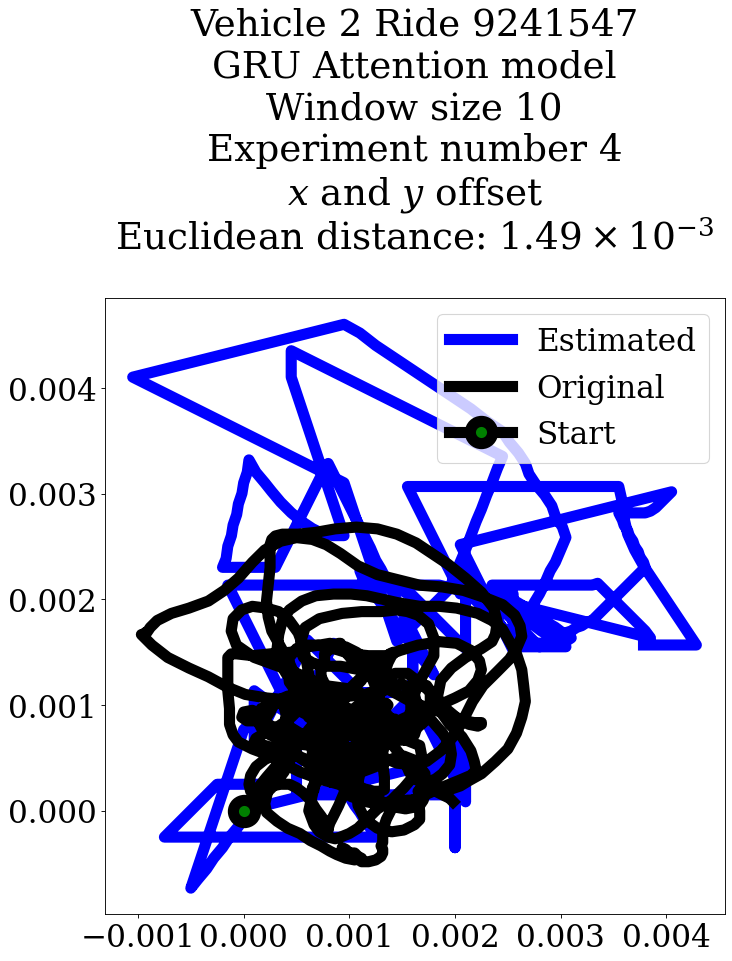 Vehicle 2 Ride 9241547
GRU Attention model
Window size 10
Experiment number 4
x and y offset
Euclidean distance: 1.49 × 10⁻³
Estimated
Original
Start
0.004
0.003
0.002
0.001
0.000
−0.001 0.000 0.001 0.002 0.003 0.004